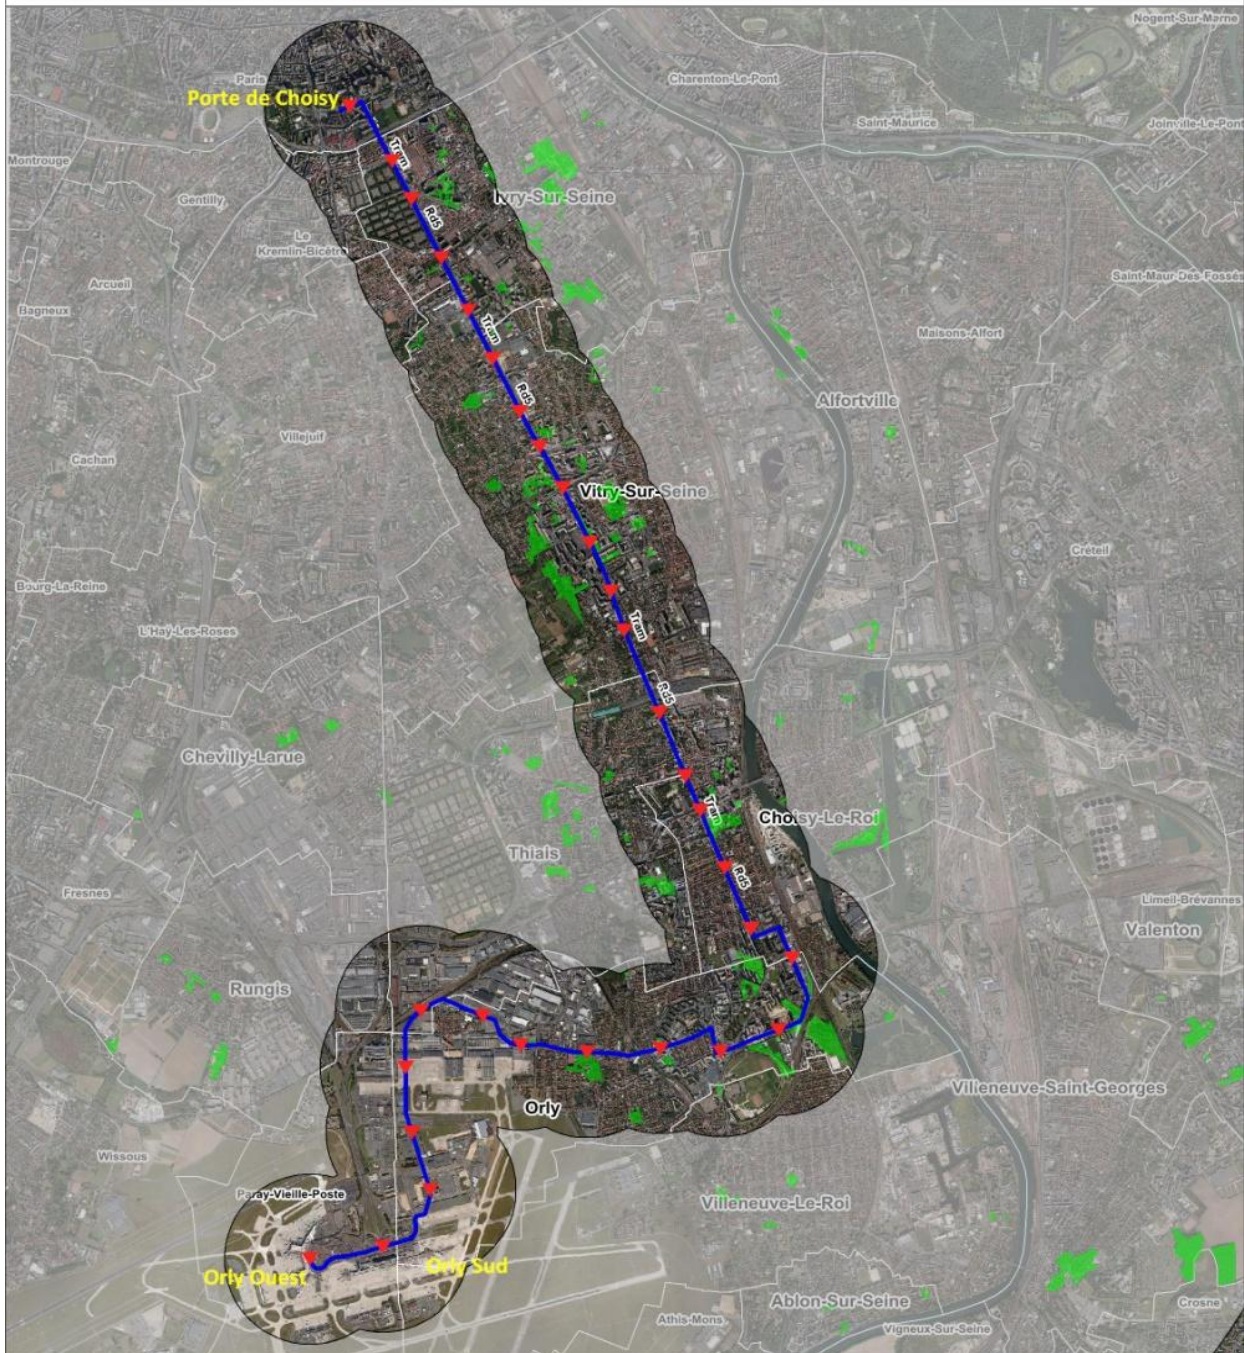 Nogent-Sur-Marne
Paris
Charenton-Le-Pont
Porte de Choisy
Saint-Maurice
Joinville-Le-Pont
Montrouge
Tram
Gentilly
Ivry-Sur-Seine
Rd5
Le
Kremlin-Bicêtre
Arcueil
Saint-Maur-Des-Fossés
Bagneux
Tram
Maisons-Alfort
Rd5
Alfortville
Villejuif
Cachan
Vitry-Sur-Seine
Créteil
Bourg-La-Reine
L'Haÿ-Les-Roses
Tram
Rd5
Chevilly-Larue
Tram
Choisy-Le-Roi
Thiais
Rd5
Fresnes
Limeil-Brévannes
Valenton
Rungis
Villeneuve-Saint-Georges
Orly
Wissous
Paray-Vieille-Poste
Villeneuve-Le-Roi
Orly Sud
Orly Ouest
Ablon-Sur-Seine
Crosne
Athis-Mons
Vigneux-Sur-Seine